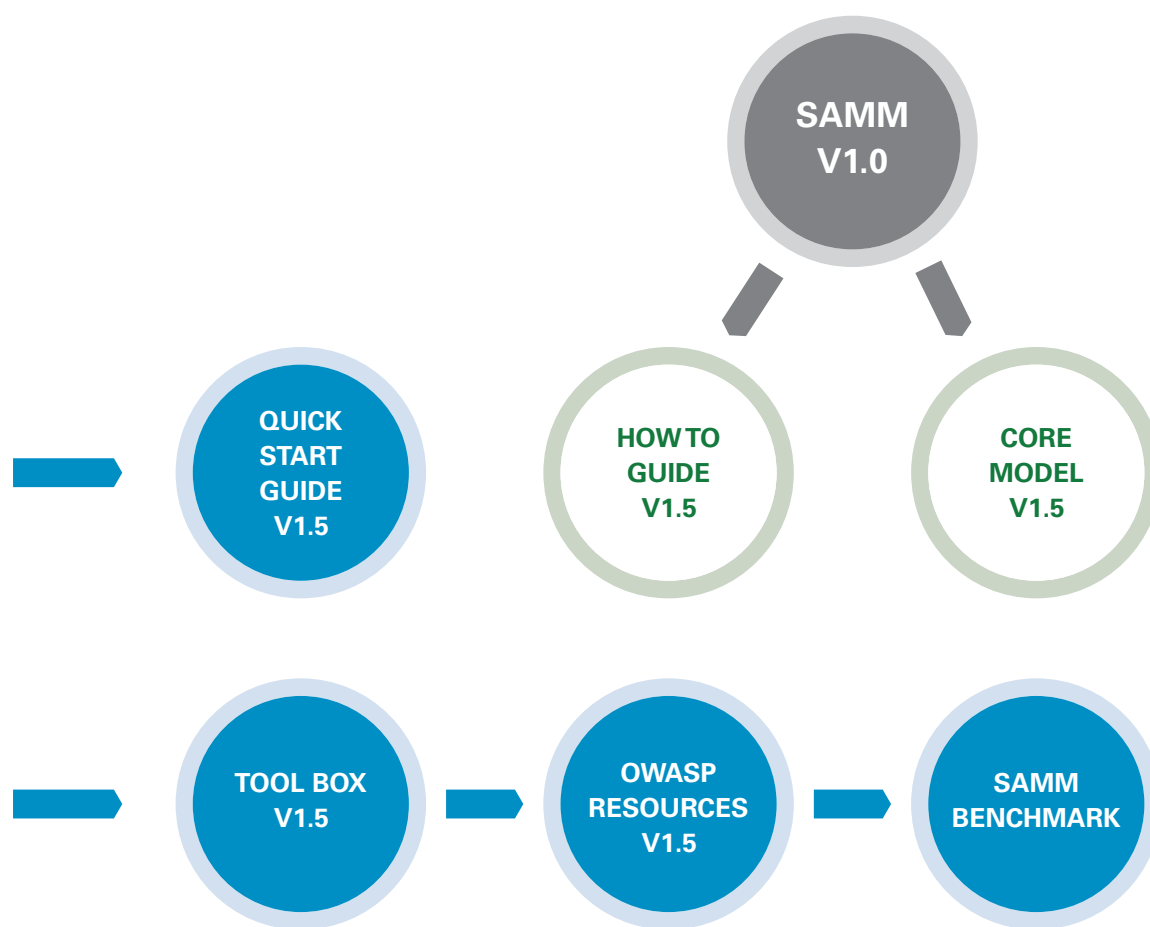 SAMM
V1.0
QUICK
START
GUIDE
V1.5
HOW TO
GUIDE
V1.5
CORE
MODEL
V1.5
TOOL BOX
V1.5
OWASP
RESOURCES
V1.5
SAMM
BENCHMARK